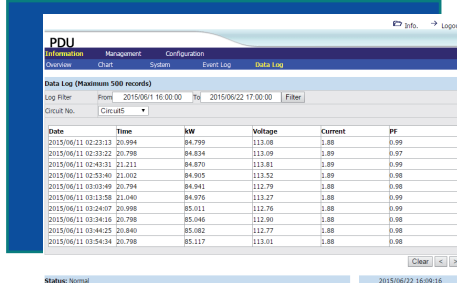 Info. Logou
PDU
Information Management Configuration
Overview Chart System Event Log Data Log
Data Log (Maximum 500 records)
Log Filter From 2015/06/1 16:00:00 To 2015/06/22 17:00:00 Filter
Circuit No. Circuit5
Date Time kW Voltage Current PF
2015/06/11 02:23:13 20.994 84.799 113.08 1.88 0.99
2015/06/11 02:33:22 20.798 84.834 113.09 1.89 0.97
2015/06/11 02:43:31 21.211 84.870 113.81 1.89 0.99
2015/06/11 02:53:40 21.002 84.905 113.52 1.89 0.98
2015/06/11 03:03:49 20.794 84.941 112.79 1.88 0.98
2015/06/11 03:13:58 21.040 84.976 113.27 1.88 0.99
2015/06/11 03:24:07 20.998 85.011 112.76 1.88 0.99
2015/06/11 03:34:16 20.798 85.046 112.90 1.88 0.98
2015/06/11 03:44:25 20.840 85.082 112.77 1.88 0.98
2015/06/11 03:54:34 20.798 85.117 113.01 1.88 0.98
Clear < >
Status: Normal 2015/06/22 16:09:16